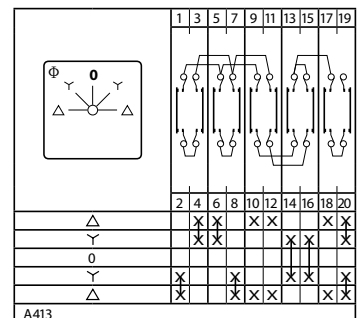 1 3 5 7 9 11 13 15 17 19
Φ 0
Y Y
△ △
2 4 6 8 10 12 14 16 18 20
△ X X X X X X
Y X X X X X
0
Y X X X X X
△ X X X X X X
A413